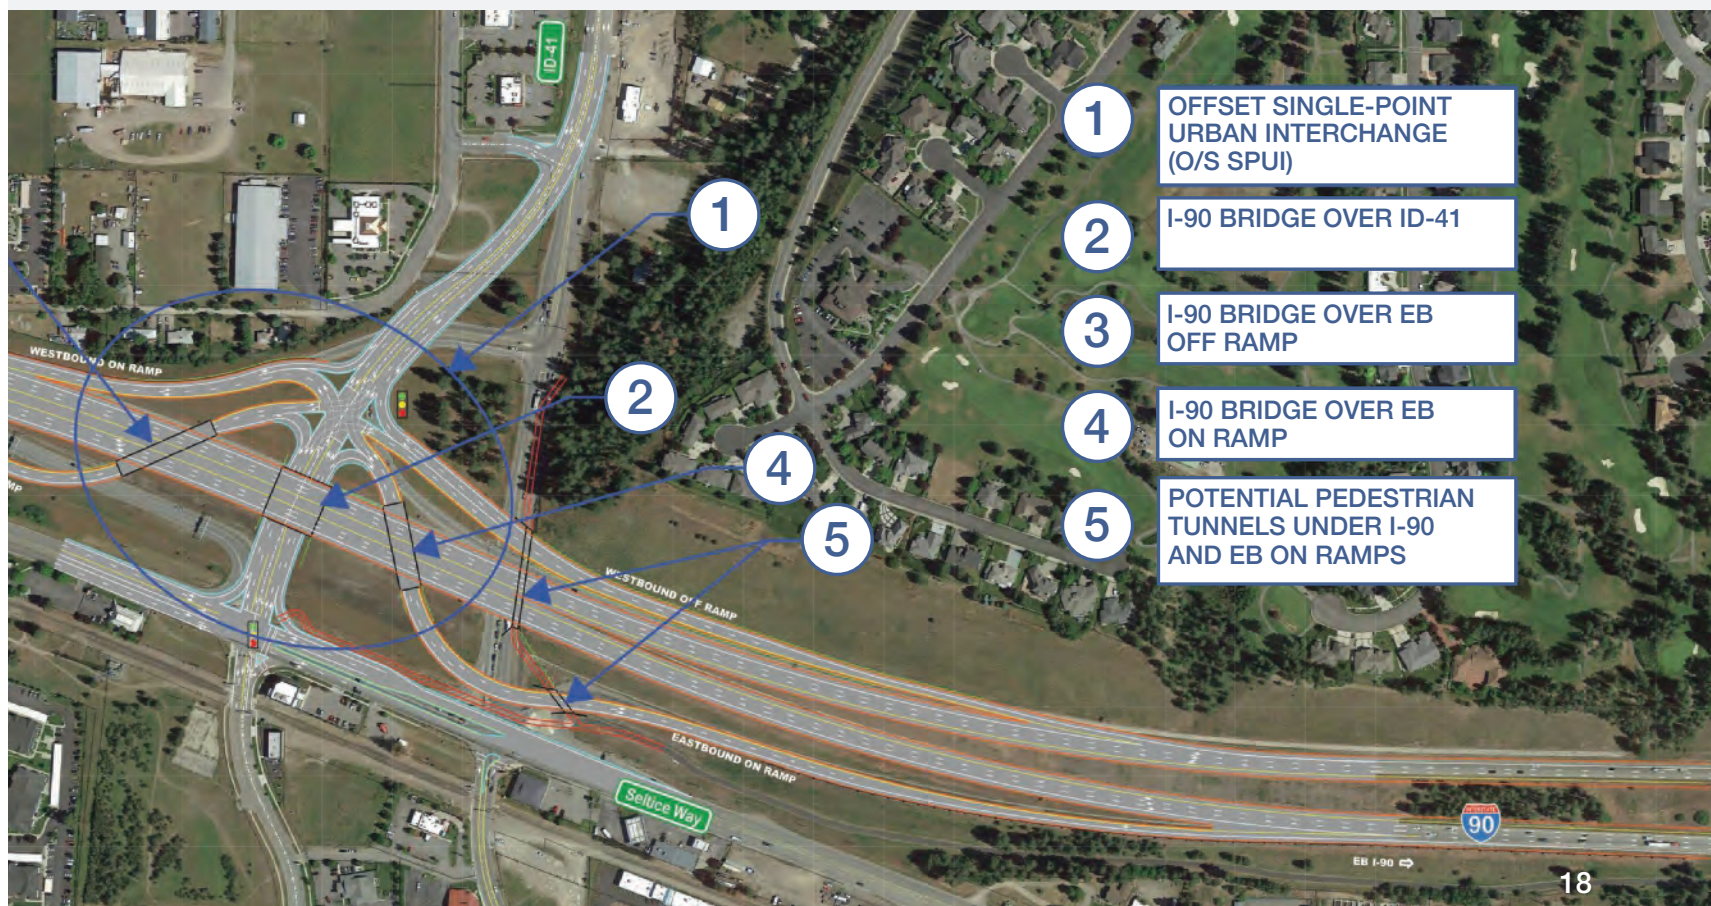 ID-41
1
OFFSET SINGLE-POINT
URBAN INTERCHANGE
(O/S SPUI)
1
2
I-90 BRIDGE OVER ID-41
3
I-90 BRIDGE OVER EB
OFF RAMP
WESTBOUND ON RAMP
2
4
I-90 BRIDGE OVER EB
ON RAMP
4
5
POTENTIAL PEDESTRIAN
TUNNELS UNDER I-90
AND EB ON RAMPS
MP
5
WESTBOUND OFF RAMP
EASTBOUND ON RAMP
Seltice Way
INTERSTATE
90
EB I-90 ⇨
18